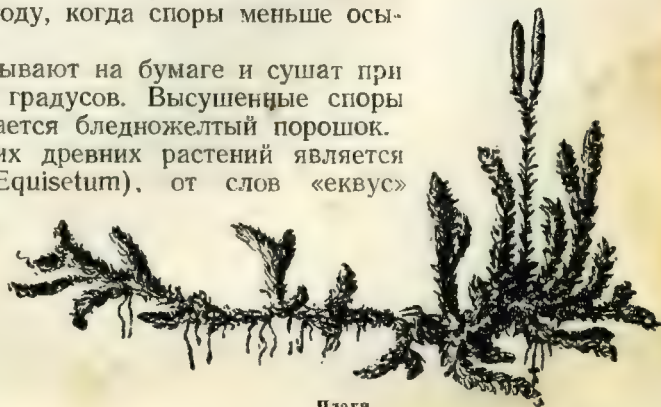 оду, когда споры меньше осы-
ывают на бумаге и сушат при
градусов. Высушенные споры
ается бледножелтый порошок.
их древних растений является
Equisetum), от слов «еквус»